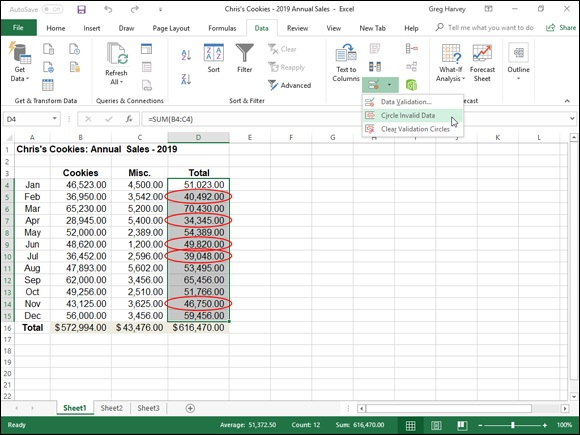 AutoSave Off Chris's Cookies - 2019 Annual Sales - Excel Greg Harvey
File Home Insert Draw Page Layout Formulas Data Review View New Tab Help Tell me what you want to do Share
Get Data Refresh All Sort Filter Clear Reapply Advanced Text to Columns What-If Analysis Forecast Sheet Outline
Get & Transform Data Queries & Connections Sort & Filter
Data Validation...
Circle Invalid Data
Clear Validation Circles
D4 fx =SUM(B4:C4)
A B C D E F G H I J K L
1 Chris's Cookies: Annual Sales - 2019
2
3 Cookies Misc. Total
4 Jan 46,523.00 4,500.00 51,023.00
5 Feb 36,950.00 3,542.00 40,492.00
6 Mar 65,230.00 5,200.00 70,430.00
7 Apr 28,945.00 5,400.00 34,345.00
8 May 52,000.00 2,389.00 54,389.00
9 Jun 48,620.00 1,200.00 49,820.00
10 Jul 36,452.00 2,596.00 39,048.00
11 Aug 47,893.00 5,602.00 53,495.00
12 Sep 62,000.00 3,456.00 65,456.00
13 Oct 49,256.00 2,510.00 51,766.00
14 Nov 43,125.00 3,625.00 46,750.00
15 Dec 56,000.00 3,456.00 59,456.00
16 Total $572,994.00 $43,476.00 $616,470.00
17
18
19
20
21
22
Sheet1 Sheet2 Sheet3
Ready Average: 51,372.50 Count: 12 Sum: 616,470.00 100%